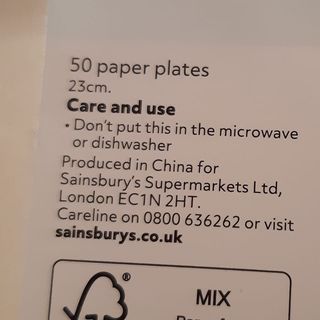 50 paper plates
23cm.
Care and use
• Don't put this in the microwave
or dishwasher
Produced in China for
Sainsbury's Supermarkets Ltd,
London EC1N 2HT.
Careline on 0800 636262 or visit
sainsburys.co.uk
®
MIX